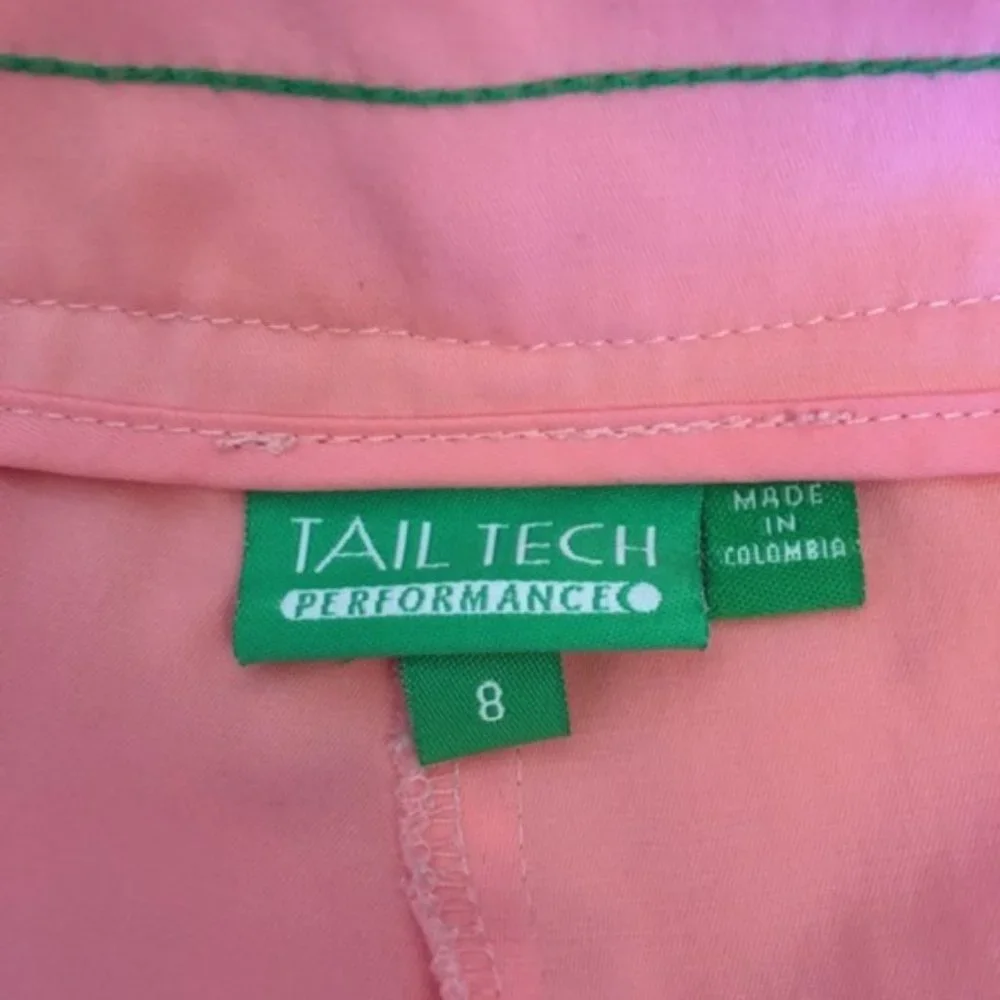 TAIL TECH
PERFORMANCE
MADE
IN
COLOMBIA
8